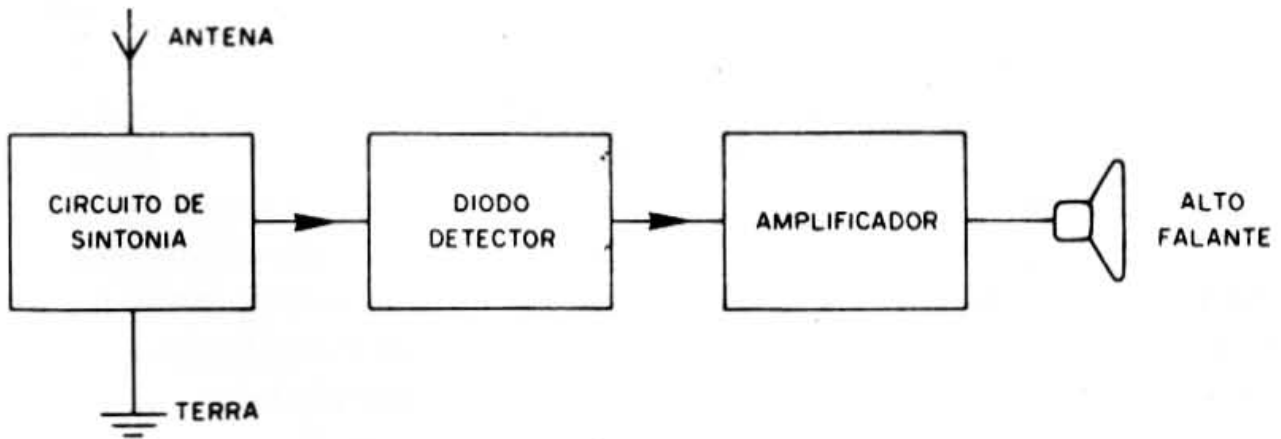 ANTENA
CIRCUITO DE
SINTONIA
DIODO
DETECTOR
AMPLIFICADOR
ALTO
FALANTE
TERRA